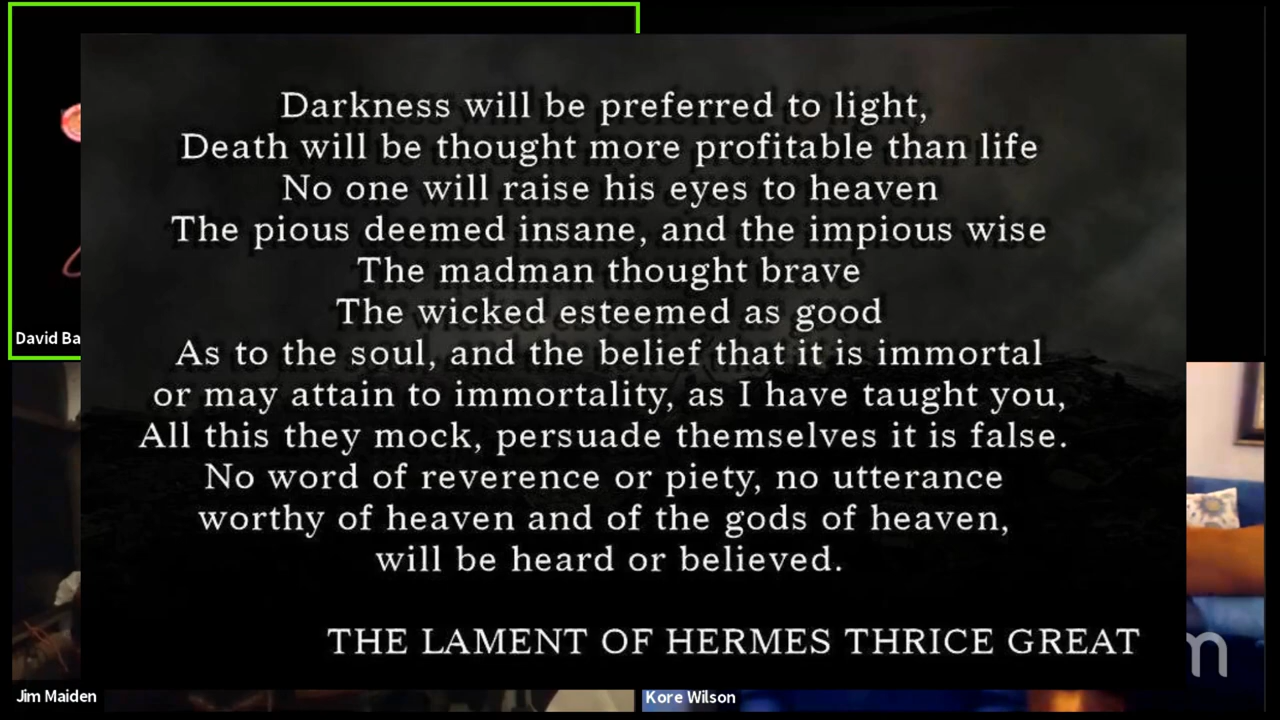 Darkness will be preferred to light,
Death will be thought more profitable than life
No one will raise his eyes to heaven
The pious deemed insane, and the impious wise
The madman thought brave
The wicked esteemed as good
As to the soul, and the belief that it is immortal
or may attain to immortality, as I have taught you,
All this they mock, persuade themselves it is false.
No word of reverence or piety, no utterance
worthy of heaven and of the gods of heaven,
will be heard or believed.
THE LAMENT OF HERMES THRICE GREAT
David Ba
Jim Maiden
Kore Wilson
m